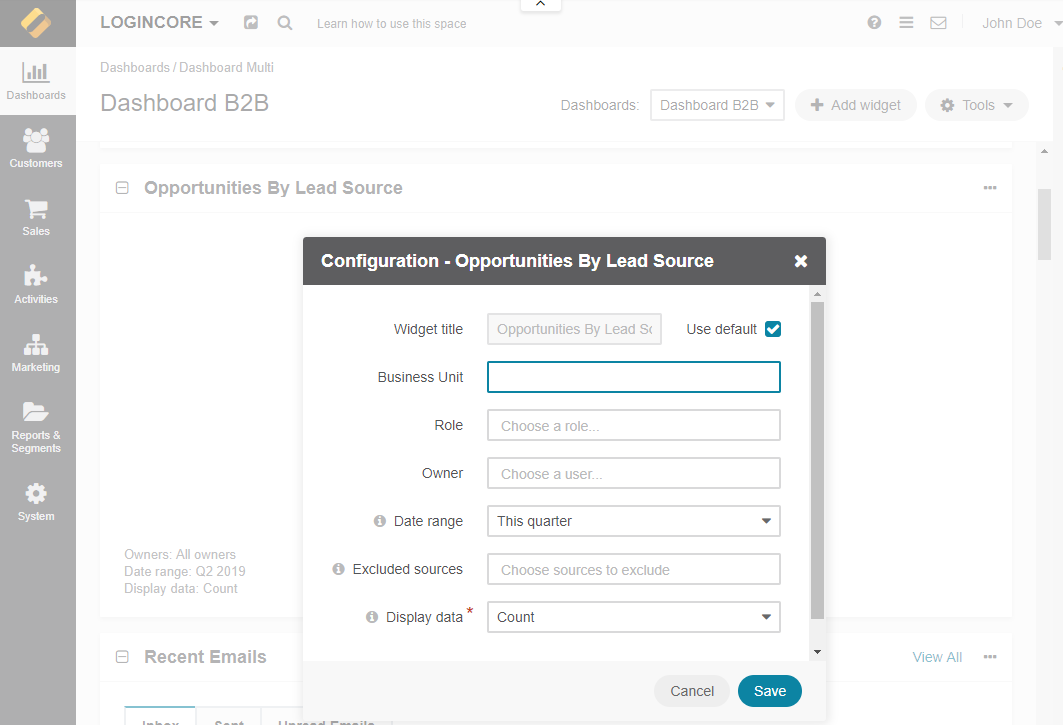 LOGINCORE
Learn how to use this space
John Doe
Dashboards
Customers
Sales
Activities
Marketing
Reports &
Segments
System
Dashboards / Dashboard Multi
Dashboard B2B
Dashboards:
Dashboard B2B
Add widget
Tools
Opportunities By Lead Source
Owners: All owners
Date range: Q2 2019
Display data: Count
Configuration - Opportunities By Lead Source
Widget title
Opportunities By Lead So
Use default
Business Unit
Role
Choose a role...
Owner
Choose a user...
Date range
This quarter
Excluded sources
Choose sources to exclude
Display data *
Count
Cancel
Save
Recent Emails
View All
Inbox
Sent
Unread Emails